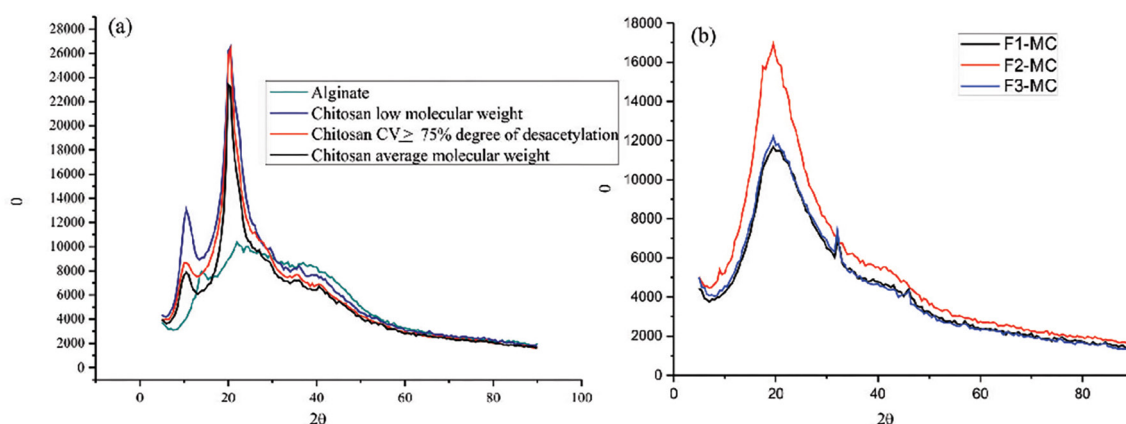 (a)
28000
26000
24000
22000
20000
18000
16000
14000
12000
10000
8000
6000
4000
2000
0
0
Alginate
Chitosan low molecular weight
Chitosan CV≥ 75% degree of desacetylation
Chitosan average molecular weight
0 20 40 60 80 100
2θ
(b)
18000
16000
14000
12000
10000
8000
6000
4000
2000
0
0
F1-MC
F2-MC
F3-MC
0 20 40 60 80
2θ